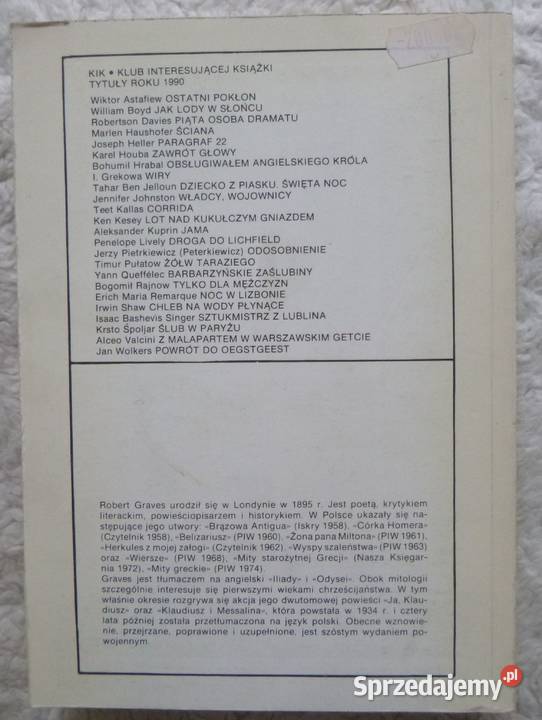 KIK • KLUB INTERESUJĄCEJ KSIĄŻKI
TYTUŁY ROKU 1990
Wiktor Astafiew OSTATNI POKŁON
William Boyd JAK LODY W SŁOŃCU
Robertson Davies PIĄTA OSOBA DRAMATU
Marlen Haushofer ŚCIANA
Joseph Heller PARAGRAF 22
Karel Houba ZAWRÓT GŁOWY
Bohumil Hrabal OBSŁUGIWAŁEM ANGIELSKIEGO KRÓLA
I. Grekowa WIRY
Tahar Ben Jelloun DZIECKO Z PIASKU. ŚWIĘTA NOC
Jennifer Johnston WŁADCY, WOJOWNICY
Teet Kallas CORRIDA
Ken Kesey LOT NAD KUKUŁCZYM GNIAZDEM
Aleksander Kuprin JAMA
Penelope Lively DROGA DO LICHFIELD
Jerzy Pietrkiewicz (Peterkiewicz) ODOSOBNIENIE
Timur Pułatow ŻÓŁW TARAZIEGO
Yann Queffélec BARBARZYŃSKIE ZAŚLUBINY
Bogomił Rajnow TYLKO DLA MĘŻCZYZN
Erich Maria Remarque NOC W LIZBONIE
Irwin Shaw CHLEB NA WODY PŁYNĄCE
Isaac Bashevis Singer SZTUKMISTRZ Z LUBLINA
Krsto Špoljar ŚLUB W PARYŻU
Alceo Valcini Z MALAPARTEM W WARSZAWSKIM GETCIE
Jan Wolkers POWRÓT DO OEGSTGEEST
Robert Graves urodził się w Londynie w 1895 r. Jest poetą, krytykiem
literackim, powieściopisarzem i historykiem. W Polsce ukazały się na-
stępujące jego utwory: «Brązowa Antigua» (Iskry 1958), «Córka Homera»
(Czytelnik 1958), «Belizariusz» (PIW 1960), «Żona pana Miltona» (PIW 1961),
«Herkules z mojej załogi» (Czytelnik 1962), «Wyspy szaleństwa» (PIW 1963)
oraz «Wiersze» (PIW 1968), «Mity starożytnej Grecji» (Nasza Księgar-
nia 1972), «Mity greckie» (PIW 1974).
Graves jest tłumaczem na angielski «Iliady» i «Odysei». Obok mitologii
szczególnie interesuje się pierwszymi wiekami chrześcijaństwa. W tym
właśnie okresie rozgrywa się akcja jego dwutomowej powieści «Ja, Klau-
diusz» oraz «Klaudiusz i Messalina», która powstała w 1934 r. i cztery
lata później została przetłumaczona na język polski. Obecne wznowie-
nie, przejrzane, poprawione i uzupełnione, jest szóstym wydaniem po-
wojennym.
Sprzedajemy.pl